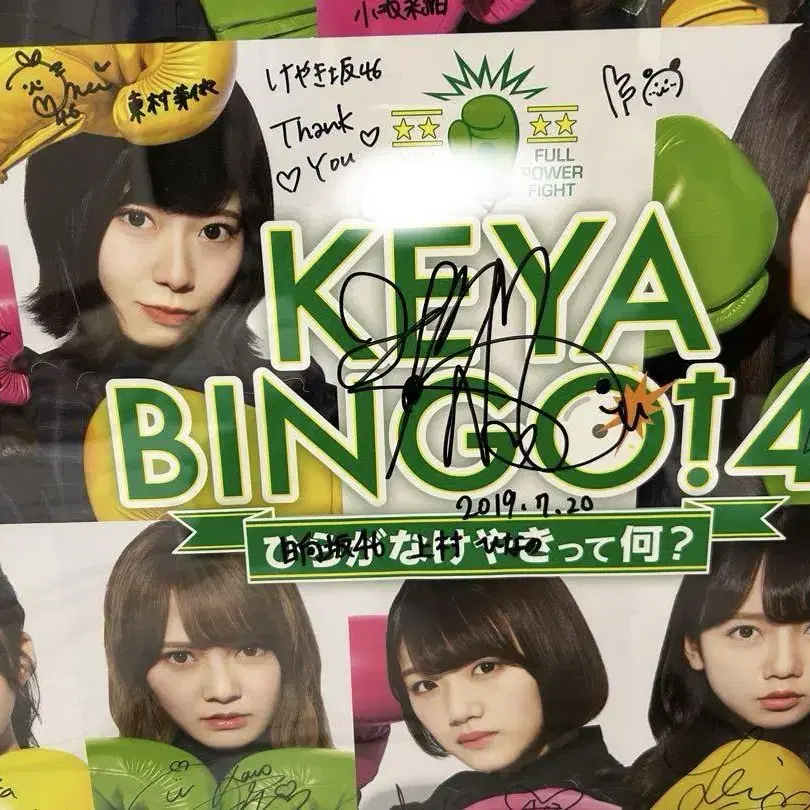 小坂菜緒
東村芽依
mei
46
けやき坂46
Thank
You
FULL
POWER
FIGHT
KEYA
BINGO!4
2019.7.20
ひらがなけやきって何?
日向坂46 上村ひなの